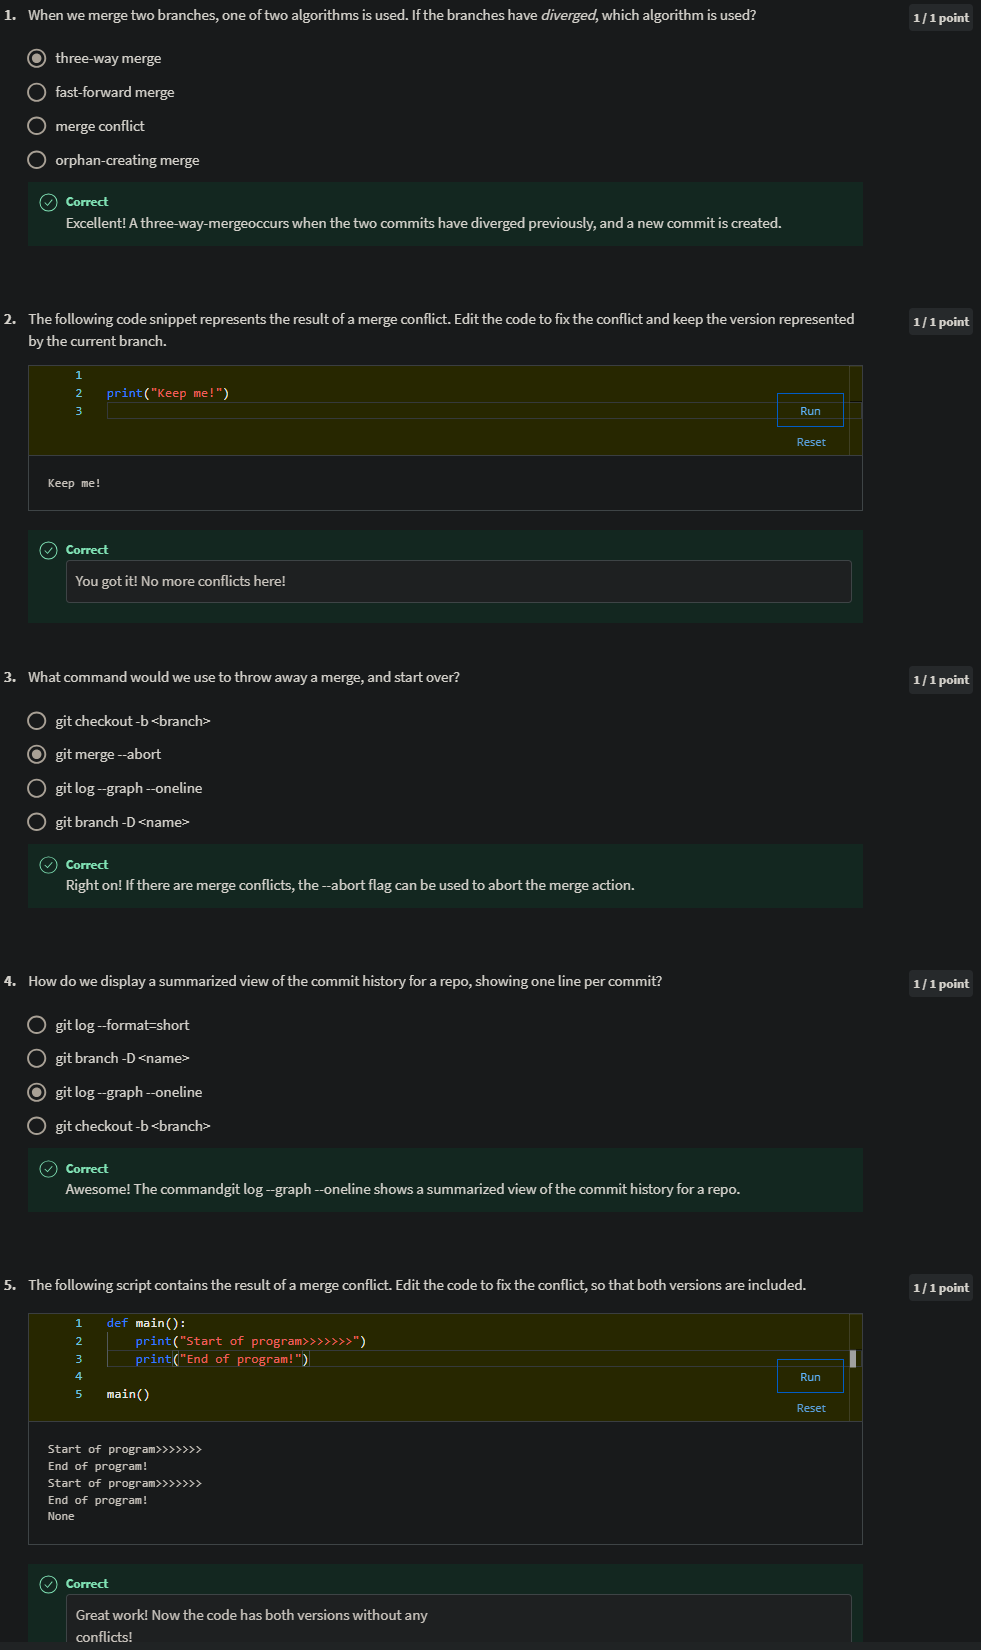 1. When we merge two branches, one of two algorithms is used. If the branches have diverged, which algorithm is used?
1 / 1 point
three-way merge
fast-forward merge
merge conflict
orphan-creating merge
Correct
Excellent! A three-way-mergeoccurs when the two commits have diverged previously, and a new commit is created.
2. The following code snippet represents the result of a merge conflict. Edit the code to fix the conflict and keep the version represented
by the current branch.
1 / 1 point
1
2 print("Keep me!")
3
Run
Reset
Keep me!
Correct
You got it! No more conflicts here!
3. What command would we use to throw away a merge, and start over?
1 / 1 point
git checkout -b <branch>
git merge --abort
git log --graph --oneline
git branch -D <name>
Correct
Right on! If there are merge conflicts, the --abort flag can be used to abort the merge action.
4. How do we display a summarized view of the commit history for a repo, showing one line per commit?
1 / 1 point
git log --format=short
git branch -D <name>
git log --graph --oneline
git checkout -b <branch>
Correct
Awesome! The commandgit log --graph --oneline shows a summarized view of the commit history for a repo.
5. The following script contains the result of a merge conflict. Edit the code to fix the conflict, so that both versions are included.
1 / 1 point
1 def main():
2 print("Start of program>>>>>>>")
3 print("End of program!")
4
5 main()
Run
Reset
Start of program>>>>>>>
End of program!
Start of program>>>>>>>
End of program!
None
Correct
Great work! Now the code has both versions without any
conflicts!